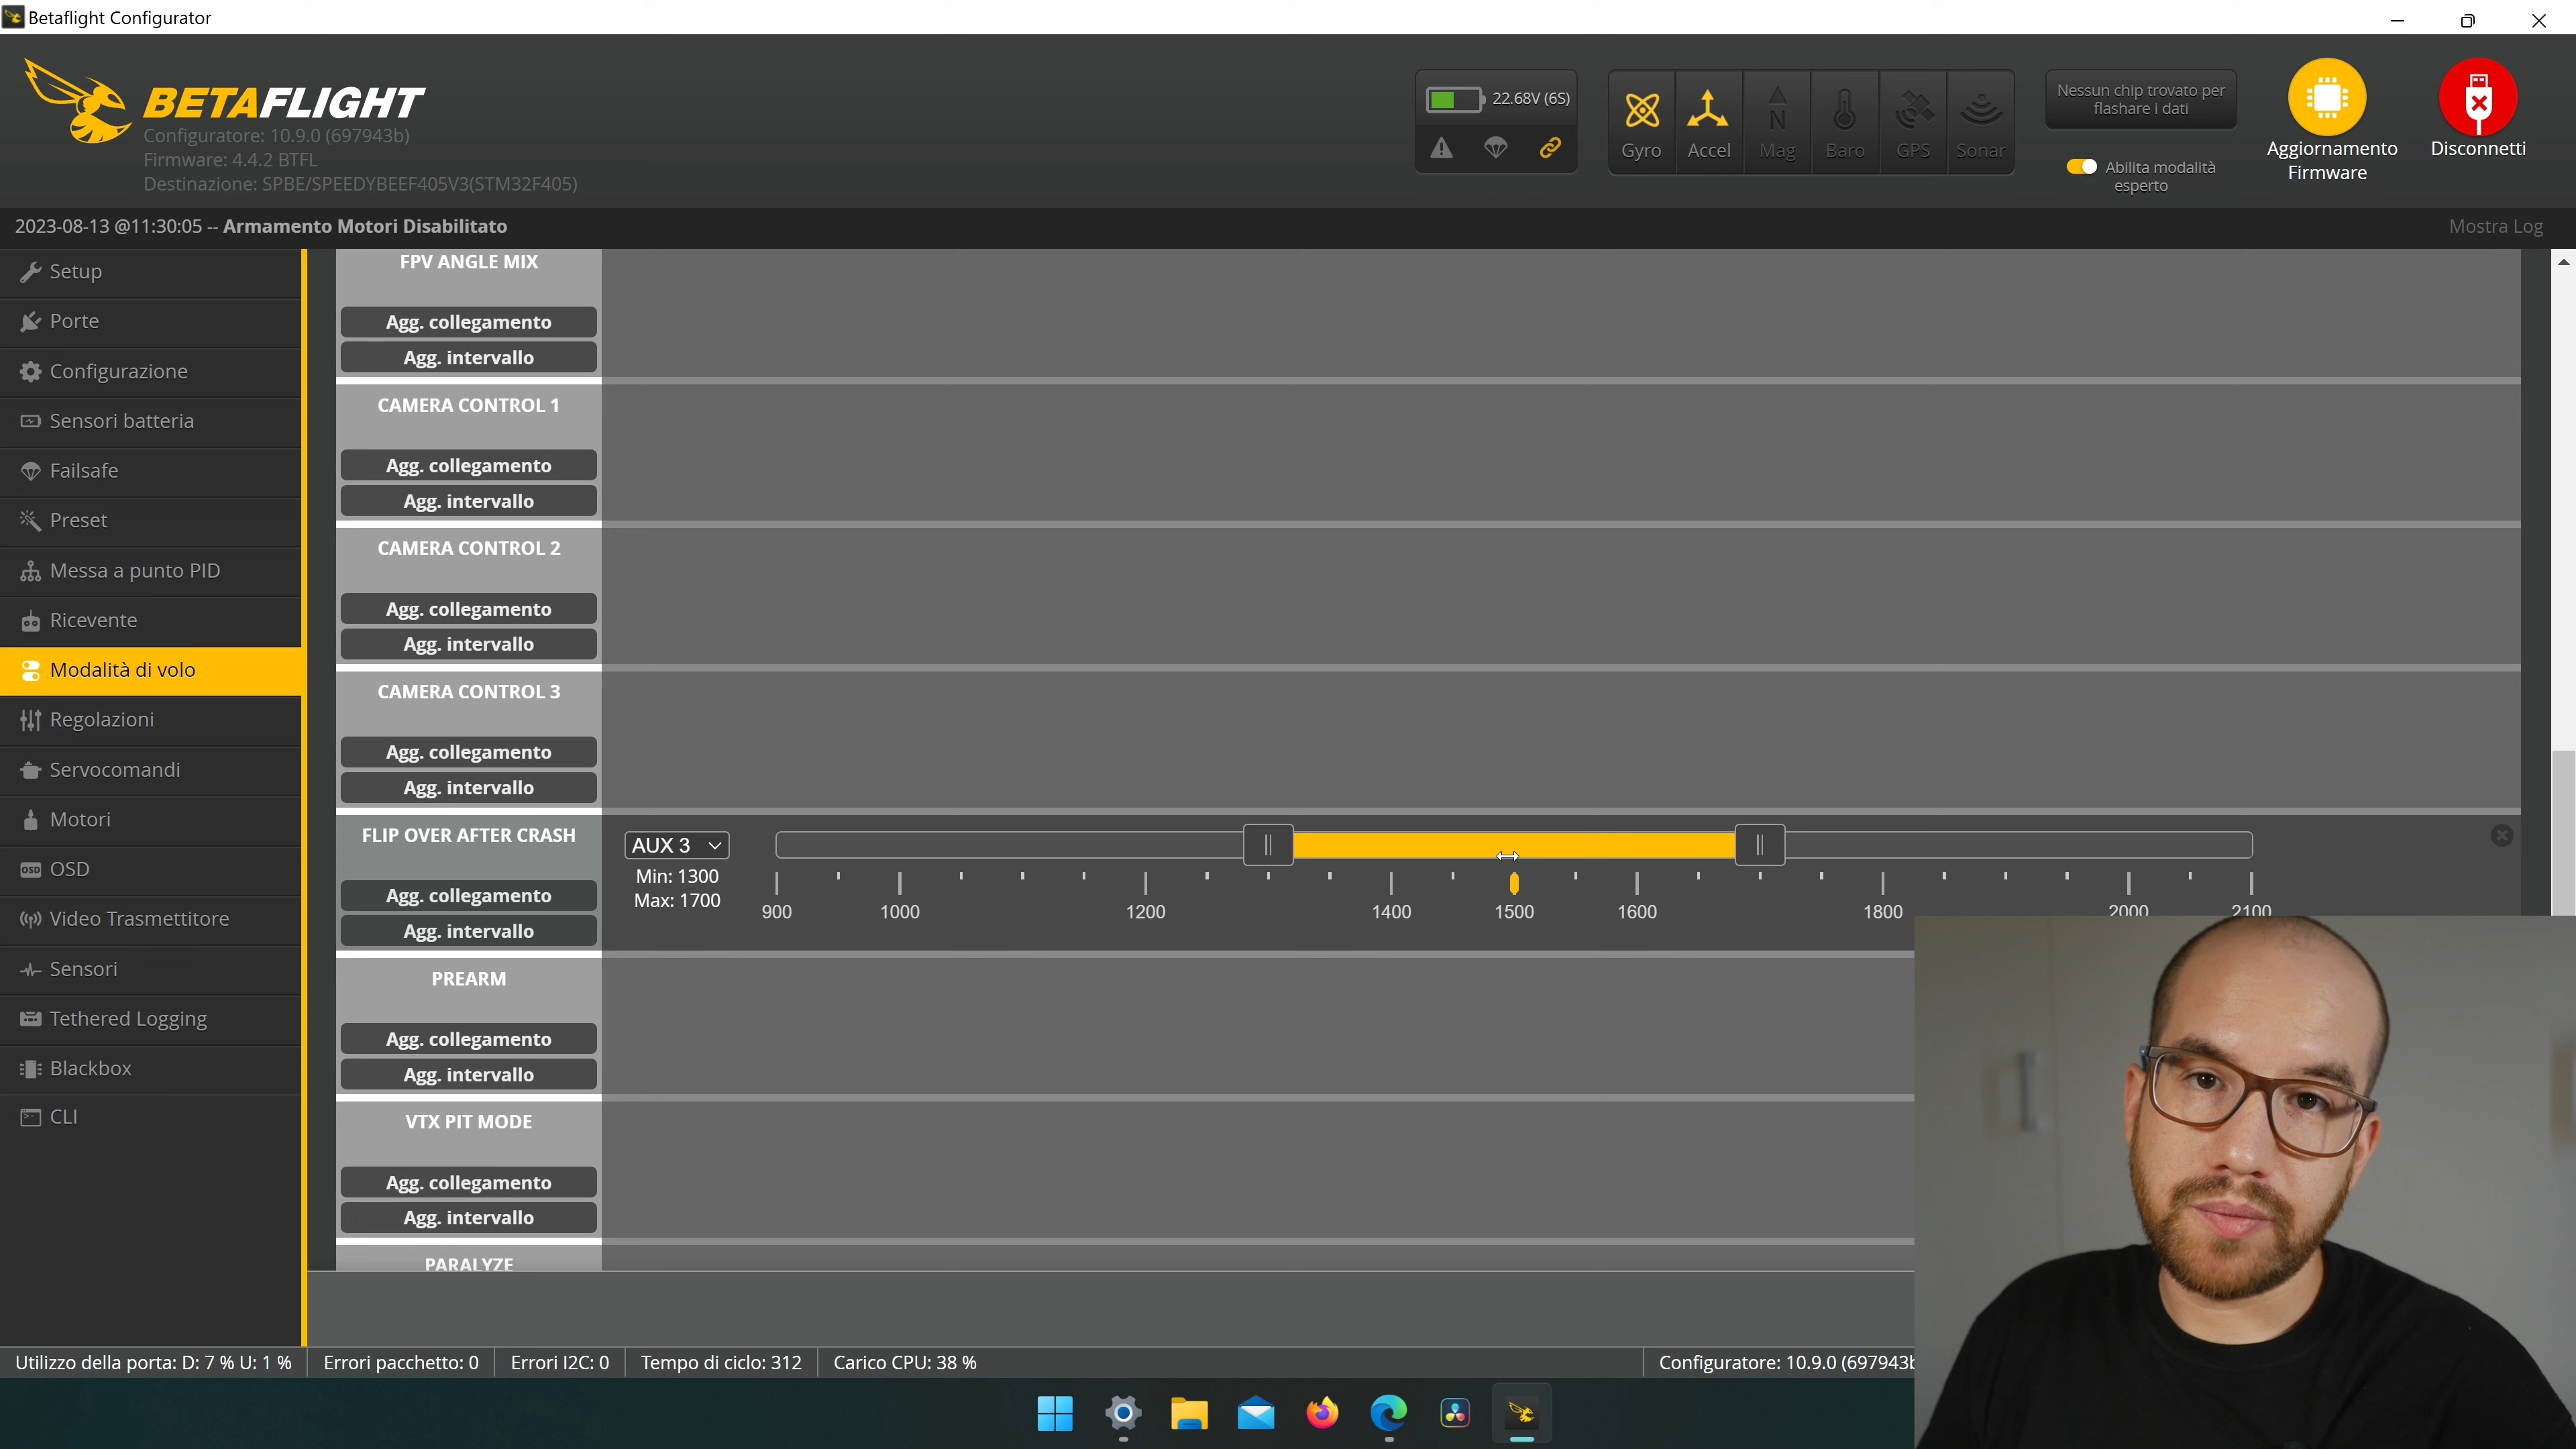 Betaflight Configurator
BETAFLIGHT
Configuratore: 10.9.0 (697943b)
Firmware: 4.4.2 BTFL
Destinazione: SPBE/SPEEDYBEEF405V3(STM32F405)
22.68V (6S)
Gyro
Accel
N
Mag
Baro
GPS
Sonar
Nessun chip trovato per
flashare i dati
Abilita modalità
esperto
Aggiornamento
Firmware
Disconnetti
2023-08-13 @11:30:05 -- Armamento Motori Disabilitato
Mostra Log
Setup
Porte
Configurazione
Sensori batteria
Failsafe
Preset
Messa a punto PID
Ricevente
Modalità di volo
Regolazioni
Servocomandi
Motori
OSD OSD
Video Trasmettitore
Sensori
Tethered Logging
Blackbox
CLI
FPV ANGLE MIX
Agg. collegamento
Agg. intervallo
CAMERA CONTROL 1
Agg. collegamento
Agg. intervallo
CAMERA CONTROL 2
Agg. collegamento
Agg. intervallo
CAMERA CONTROL 3
Agg. collegamento
Agg. intervallo
FLIP OVER AFTER CRASH
Agg. collegamento
Agg. intervallo
AUX 3
Min: 1300
Max: 1700
900 1000 1200 1400 1500 1600 1800 2000 2100
PREARM
Agg. collegamento
Agg. intervallo
VTX PIT MODE
Agg. collegamento
Agg. intervallo
PARALYZE
Utilizzo della porta: D: 7 % U: 1 %
Errori pacchetto: 0
Errori I2C: 0
Tempo di ciclo: 312
Carico CPU: 38 %
Configuratore: 10.9.0 (697943b